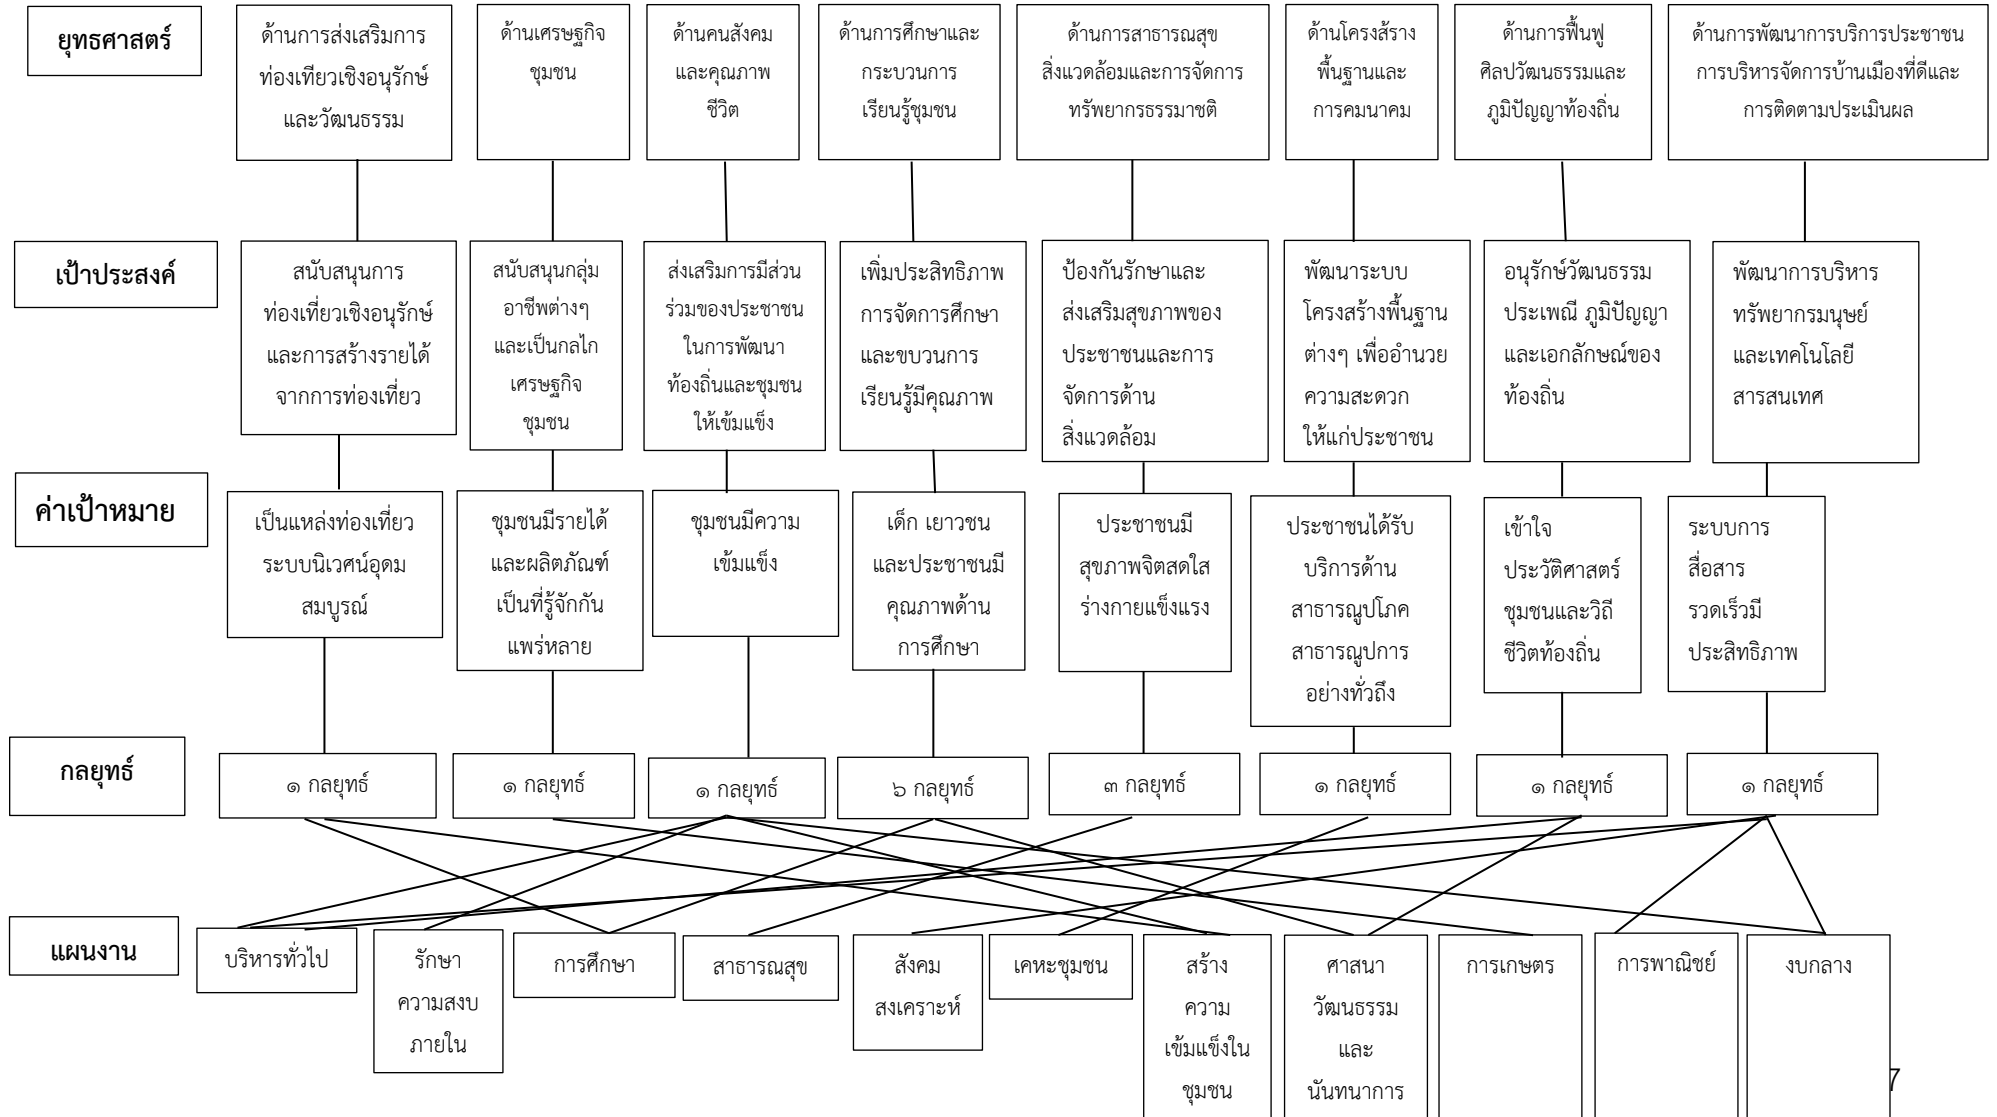 ยุทธศาสตร์
ด้านการส่งเสริมการ
ท่องเทียวเชิงอนุรักษ์
และวัฒนธรรม
ด้านเศรษฐกิจ
ชุมชน
ด้านคนสังคม
และคุณภาพ
ชีวิต
ด้านการศึกษาและ
กระบวนการ
เรียนรู้ชุมชน
ด้านการสาธารณสุข
สิ่งแวดล้อมและการจัดการ
ทรัพยากรธรรมาชติ
ด้านโครงส้ราง
พื้นฐานและ
การคมนาคม
ด้านการฟื้นฟู
ศิลปวัฒนธรรมและ
ภูมิปัญญาท้องถิ่น
ด้านการพัฒนาการบริการประชาชน
การบริหารจัดการบ้านเมืองที่ดีและ
การติดตามประเมินผล
เป้าประสงค์
สนับสนุนการ
ท่องเที่ยวเชิงอนุรักษ์
และการสร้างรายได้
จากการท่องเที่ยว
สนับสนุนกลุ่ม
อาชีพต่างๆ
และเป็นกลไก
เศรษฐกิจ
ชุมชน
ส่งเสริมการมีส่วน
ร่วมของประชาชน
ในการพัฒนา
ท้องถิ่นและชุมชน
ให้เข้มแข็ง
เพิ่มประสิทธิภาพ
การจัดการศึกษา
และขบวนการ
เรียนรู้มีคุณภาพ
ป้องกันรักษาและ
ส่งเสริมสุขภาพของ
ประชาชนและการ
จัดการด้าน
สิ่งแวดล้อม
พัฒนาระบบ
โครงสร้างพื้นฐาน
ต่างๆ เพื่ออำนวย
ความสะดวก
ให้แก่ประชาชน
อนุรักษ์วัฒนธรรม
ประเพณี ภูมิปัญญา
และเอกลักษณ์ของ
ท้องถิ่น
พัฒนาการบริหาร
ทรัพยากรมนุษย์
และเทคโนโลยี
สารสนเทศ
ค่าเป้าหมาย
เป็นแหล่งท่องเที่ยว
ระบบนิเวศน์อุดม
สมบูรณ์
ชุมชนมีรายได้
และผลิตภัณฑ์
เป็นที่รู้จักกัน
แพร่หลาย
ชุมชนมีความ
เข้มแข็ง
เด็ก เยาวชน
และประชาชนมี
คุณภาพด้าน
การศึกษา
ประชาชนมี
สุขภาพจิตสดใส
ร่างกายแข็งแรง
ประชาชนได้รับ
บริการด้าน
สาธารณูปโภค
สาธารณูปการ
อย่างทั่วถึง
เข้าใจ
ประวัติศาสตร์
ชุมชนและวิถี
ชีวิตท้องถิ่น
ระบบการ
สื่อสาร
รวดเร็วมี
ประสิทธิภาพ
กลยุทธ์
๑ กลยุทธ์
๑ กลยุทธ์
๑ กลยุทธ์
๖ กลยุทธ์
๓ กลยุทธ์
๑ กลยุทธ์
๑ กลยุทธ์
๑ กลยุทธ์
แผนงาน
บริหารทั่วไป
รักษา
ความสงบ
ภายใน
การศึกษา
สาธารณสุข
สังคม
สงเคราะห์
เคหะชุมชน
สร้าง
ความ
เข้มแข็งใน
ชุมชน
ศาสนา
วัฒนธรรม
และ
นันทนาการ
การเกษตร
การพาณิชย์
งบกลาง
7